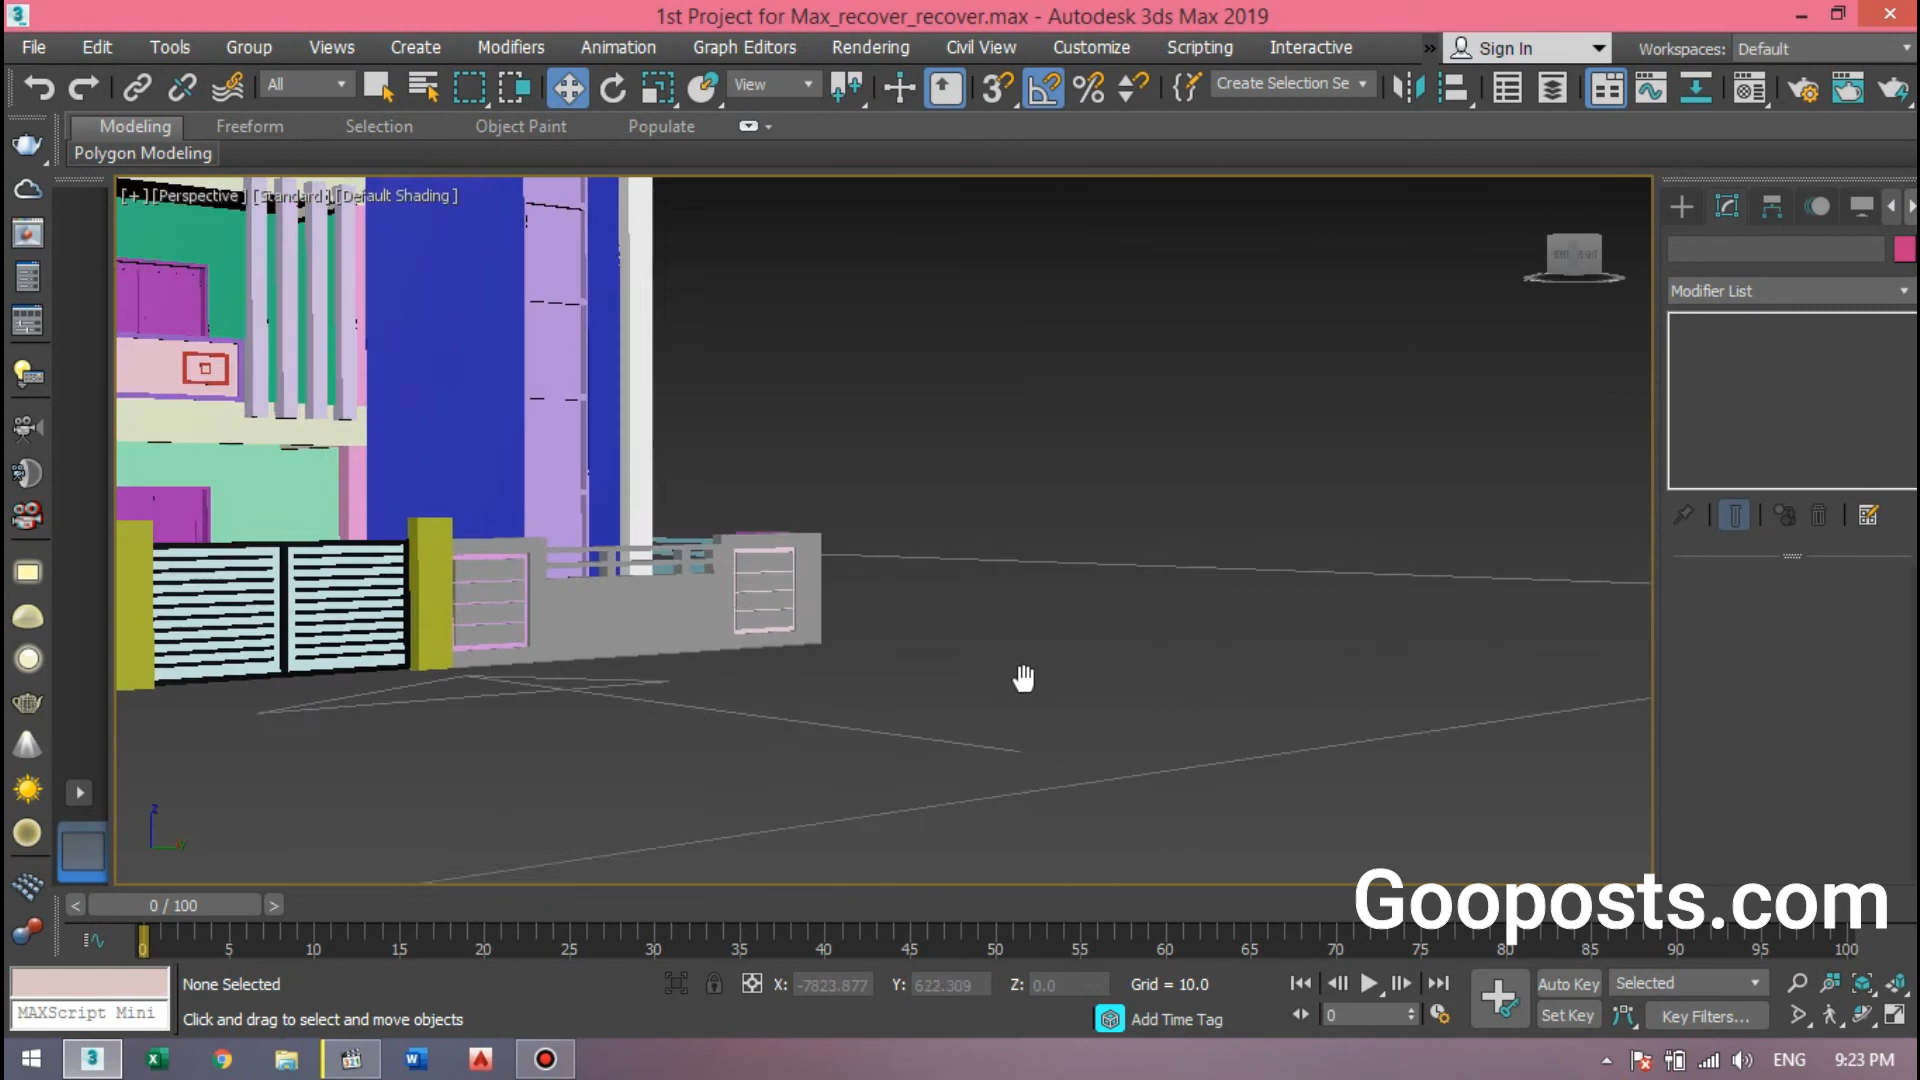 1st Project for Max_recover_recover.max - Autodesk 3ds Max 2019
File Edit Tools Group Views Create Modifiers Animation Graph Editors Rendering Civil View Customize Scripting Interactive Sign In Workspaces: Default
All View Create Selection Se
Modeling Freeform Selection Object Paint Populate
Polygon Modeling
[+][Perspective] [Standard] [Default Shading]
Modifier List
z
y
Gooposts.com
0 / 100
0 5 10 15 20 25 30 35 40 45 50 55 60 65 70 75 80 85 90 95 100
None Selected X: -7823.877 Y: 622.309 Z: 0.0 Grid = 10.0 Auto Key Selected
MAXScript Mini Click and drag to select and move objects Add Time Tag 0 Set Key Key Filters...
ENG 9:23 PM